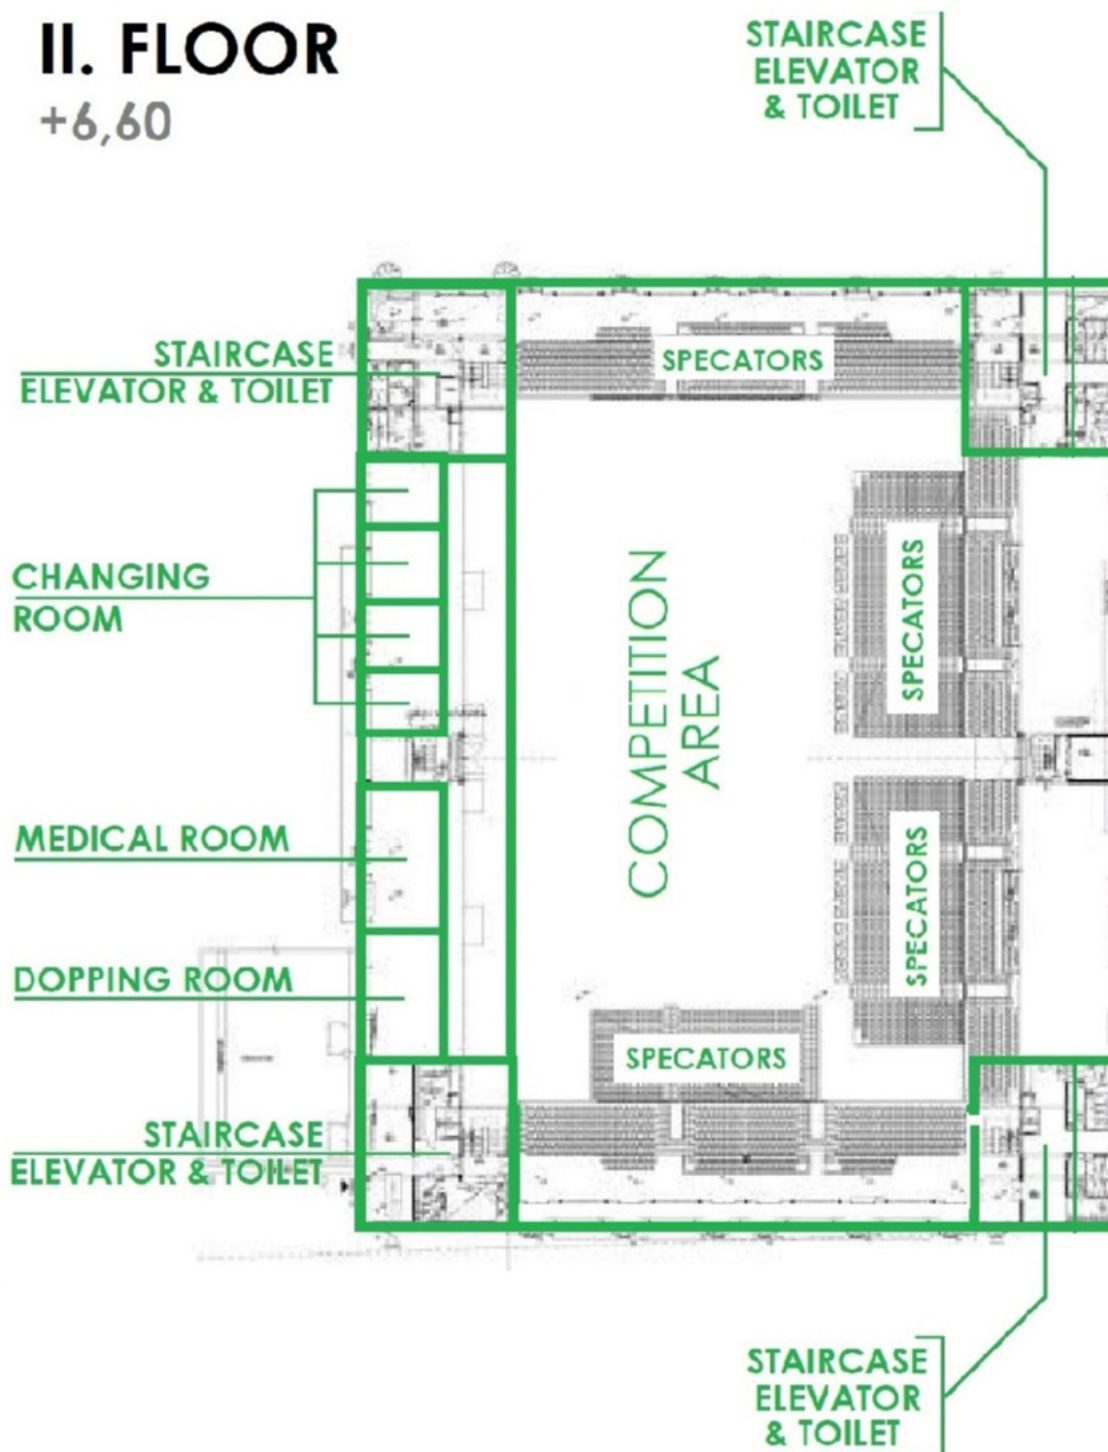 II. FLOOR
+6,60
STAIRCASE
ELEVATOR
& TOILET
STAIRCASE
ELEVATOR & TOILET
SPECATORS
CHANGING
ROOM
SPECATORS
COMPETITION
AREA
MEDICAL ROOM
SPECATORS
DOPPING ROOM
SPECATORS
STAIRCASE
ELEVATOR & TOILET
STAIRCASE
ELEVATOR
& TOILET